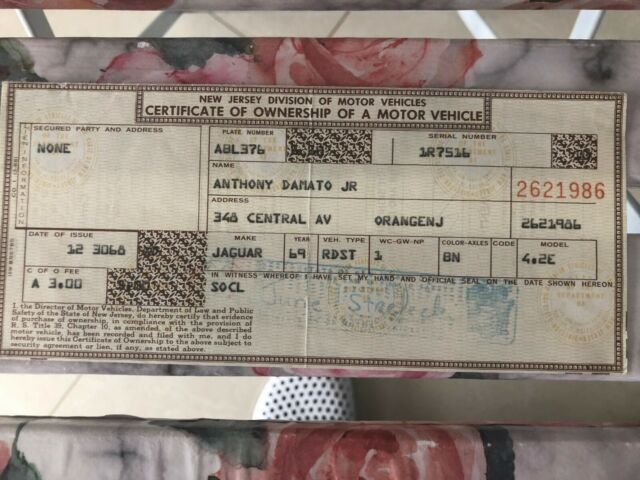 NEW JERSEY DIVISION OF MOTOR VEHICLES
CERTIFICATE OF OWNERSHIP OF A MOTOR VEHICLE
LIEN INFORMATION
SECURED PARTY AND ADDRESS
NONE
PLATE NUMBER
ABL376
SERIAL NUMBER
1R7516
NAME
ANTHONY DAMATO JR
2621986
ADDRESS
348 CENTRAL AV ORANGENJ
2621986
DATE OF ISSUE
12 3068
MAKE YEAR VEH. TYPE WC-GW-NP COLOR-AXLES CODE MODEL
JAGUAR 69 RDST 1 BN 4.2E
C OF O FEE
A 3.00
IN WITNESS WHEREOF I HAVE SET MY HAND AND OFFICIAL SEAL ON THE DATE SHOWN HEREON
SOCL
I, the Director of Motor Vehicles, Department of Law and Public
Safety of the State of New Jersey, do hereby certify that evidence
of purchase of ownership, in compliance with the provision of
R. S. Title 39, Chapter 10, as amended, of the above described
motor vehicle, has been recorded and filed with me, and I do
hereby issue this Certificate of Ownership to the above subject to
security agreement or lien, if any, as stated above.
June